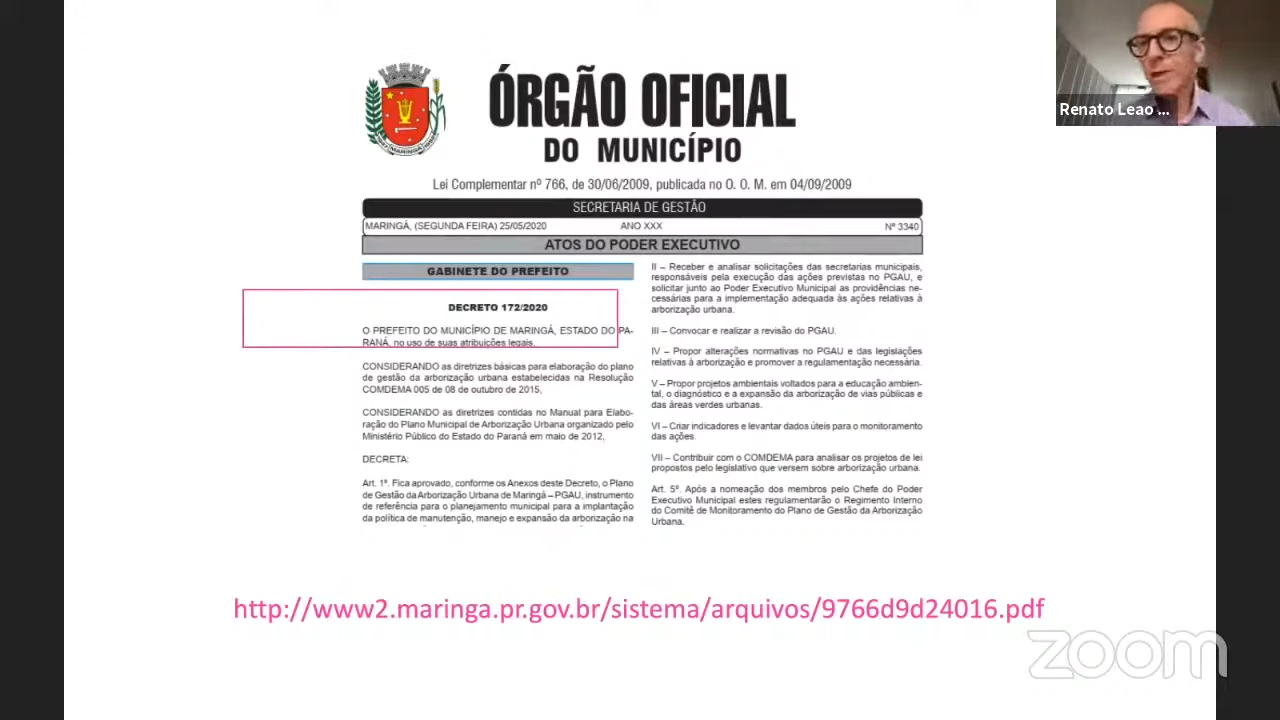 Renato Leao ...
MARINGÁ
ÓRGÃO OFICIAL
DO MUNICÍPIO
Lei Complementar nº 766, de 30/06/2009, publicada no O. O. M. em 04/09/2009
SECRETARIA DE GESTÃO
MARINGÁ, (SEGUNDA FEIRA) 25/05/2020 ANO XXX Nº 3340
ATOS DO PODER EXECUTIVO
GABINETE DO PREFEITO
DECRETO 172/2020
O PREFEITO DO MUNICÍPIO DE MARINGÁ, ESTADO DO PA-
RANÁ, no uso de suas atribuições legais,
CONSIDERANDO as diretrizes básicas para elaboração do plano
de gestão da arborização urbana estabelecidas na Resolução
COMDEMA 005 de 08 de outubro de 2015,
CONSIDERANDO as diretrizes contidas no Manual para Elabo-
ração do Plano Municipal de Arborização Urbana organizado pelo
Ministério Público do Estado do Paraná em maio de 2012,
DECRETA:
Art. 1º. Fica aprovado, conforme os Anexos deste Decreto, o Plano
de Gestão da Arborização Urbana de Maringá – PGAU, instrumento
de referência para o planejamento municipal para a implantação
da política de manutenção, manejo e expansão da arborização na
II – Receber e analisar solicitações das secretarias municipais,
responsáveis pela execução das ações previstas no PGAU, e
solicitar junto ao Poder Executivo Municipal as providências ne-
cessárias para a implementação adequada às ações relativas à
arborização urbana.
III – Convocar e realizar a revisão do PGAU.
IV – Propor alterações normativas no PGAU e das legislações
relativas à arborização e promover a regulamentação necessária.
V – Propor projetos ambientais voltados para a educação ambien-
tal, o diagnóstico e a expansão da arborização de vias públicas e
das áreas verdes urbanas.
VI – Criar indicadores e levantar dados úteis para o monitoramento
das ações.
VII – Contribuir com o COMDEMA para analisar os projetos de lei
propostos pelo legislativo que versem sobre arborização urbana.
Art. 5º. Após a nomeação dos membros pelo Chefe do Poder
Executivo Municipal estes regulamentarão o Regimento Interno
do Comitê de Monitoramento do Plano de Gestão da Arborização
Urbana.
http://www2.maringa.pr.gov.br/sistema/arquivos/9766d9d24016.pdf
zoom